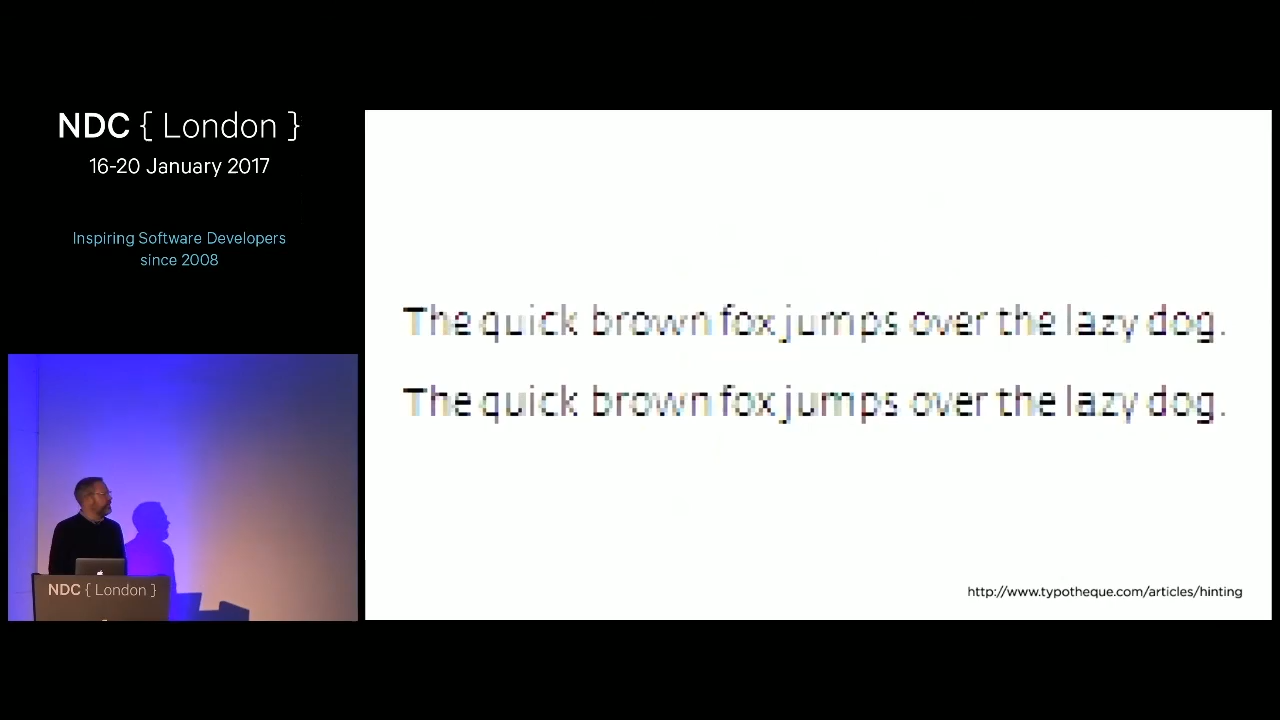 NDC { London }
16-20 January 2017
Inspiring Software Developers
since 2008
The quick brown fox jumps over the lazy dog.
The quick brown fox jumps over the lazy dog.
http://www.typotheque.com/articles/hinting
NDC { London }